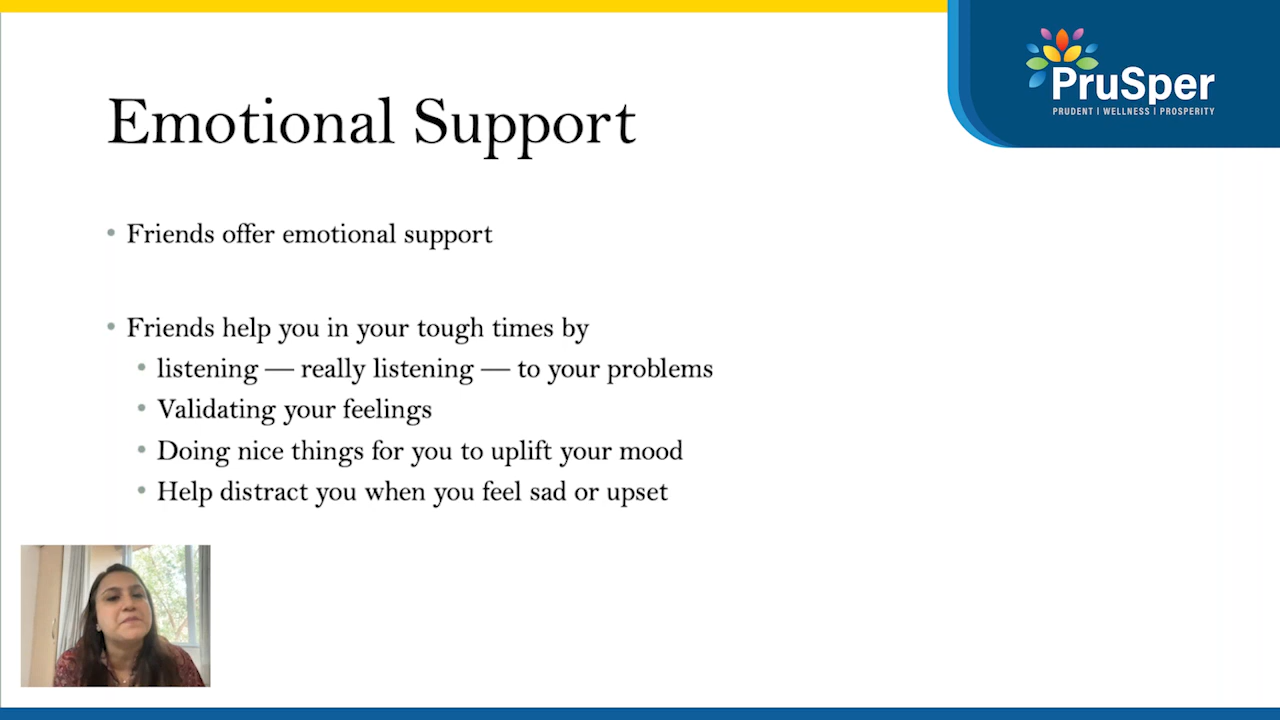 PruSper
PRUDENT | WELLNESS | PROSPERITY
Emotional Support
• Friends offer emotional support
• Friends help you in your tough times by
• listening — really listening — to your problems
• Validating your feelings
• Doing nice things for you to uplift your mood
• Help distract you when you feel sad or upset